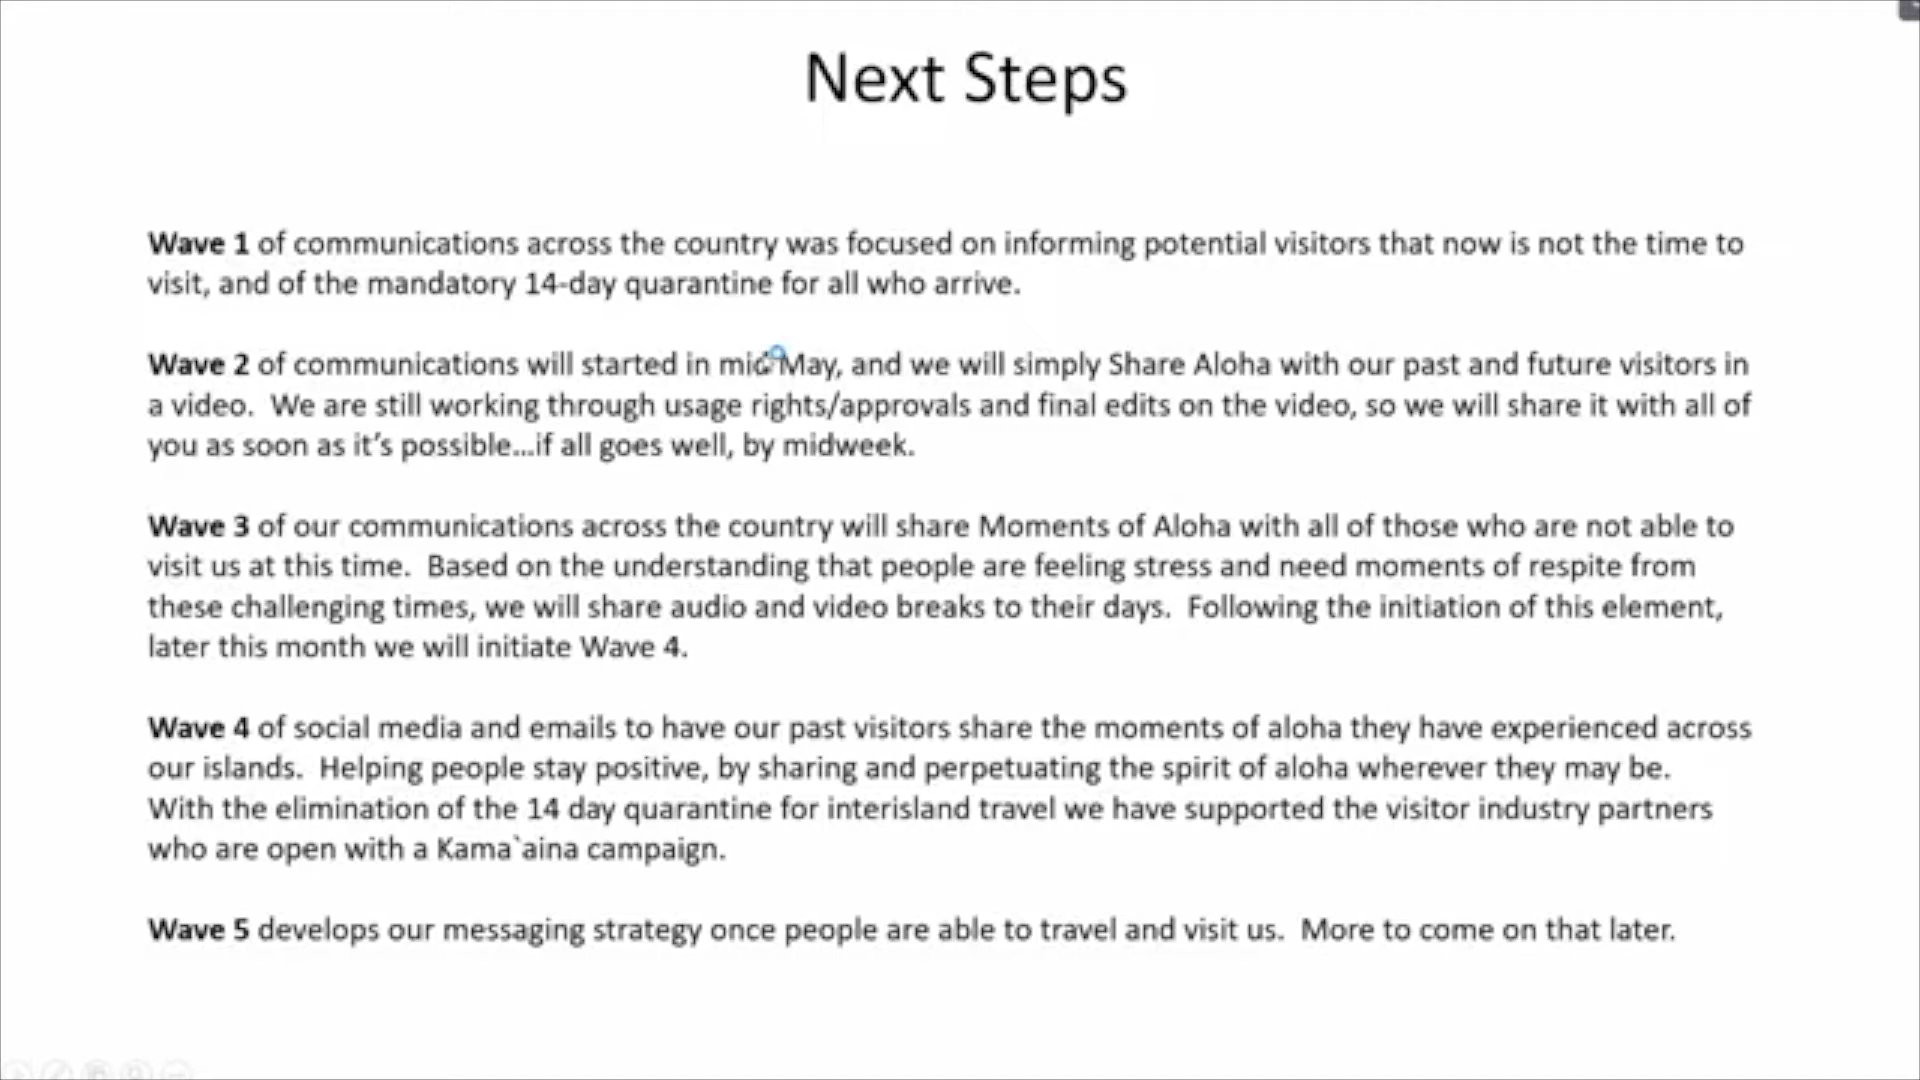 Next Steps
Wave 1 of communications across the country was focused on informing potential visitors that now is not the time to
visit, and of the mandatory 14-day quarantine for all who arrive.
Wave 2 of communications will started in mid May, and we will simply Share Aloha with our past and future visitors in
a video.  We are still working through usage rights/approvals and final edits on the video, so we will share it with all of
you as soon as it’s possible…if all goes well, by midweek.
Wave 3 of our communications across the country will share Moments of Aloha with all of those who are not able to
visit us at this time.  Based on the understanding that people are feeling stress and need moments of respite from
these challenging times, we will share audio and video breaks to their days.  Following the initiation of this element,
later this month we will initiate Wave 4.
Wave 4 of social media and emails to have our past visitors share the moments of aloha they have experienced across
our islands.  Helping people stay positive, by sharing and perpetuating the spirit of aloha wherever they may be.
With the elimination of the 14 day quarantine for interisland travel we have supported the visitor industry partners
who are open with a Kama`aina campaign.
Wave 5 develops our messaging strategy once people are able to travel and visit us.  More to come on that later.